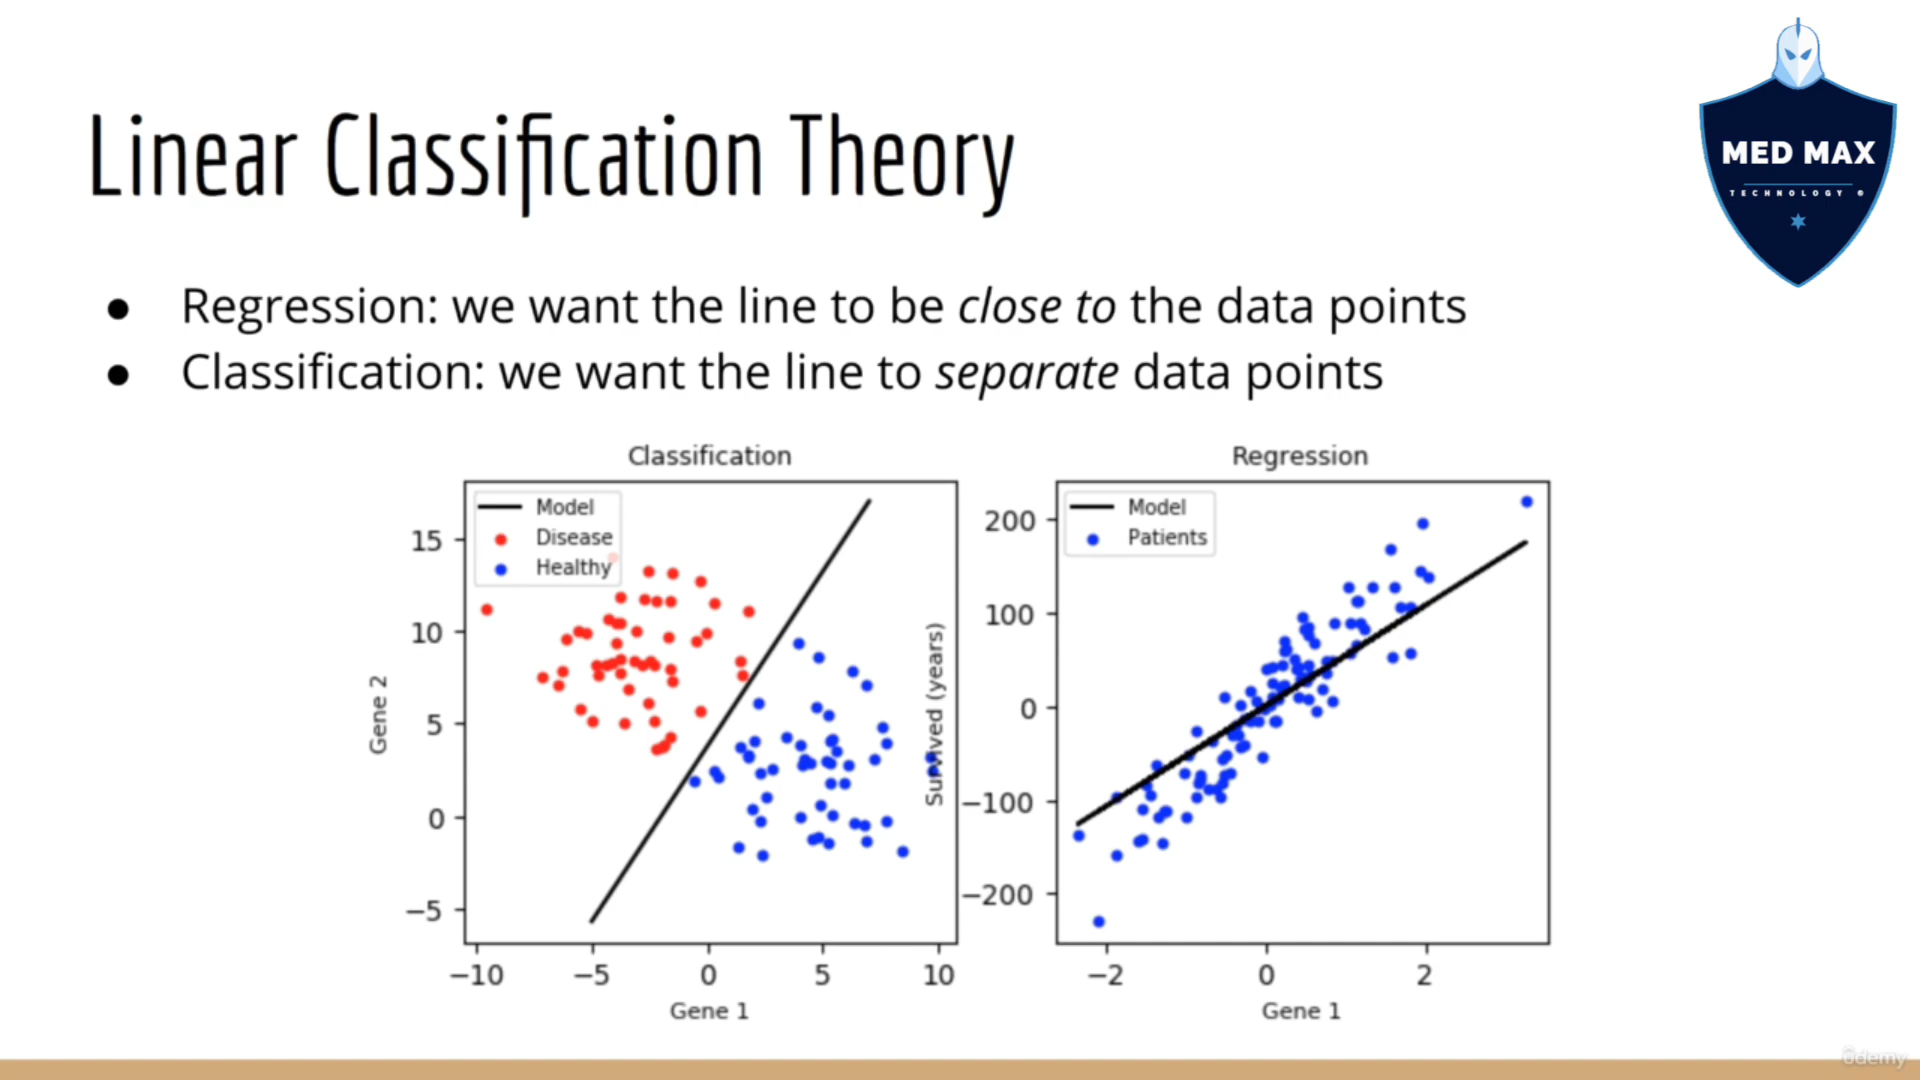 Linear Classification Theory
MED MAX
TECHNOLOGY
● Regression: we want the line to be close to the data points
● Classification: we want the line to separate data points
Classification
Model
Disease
Healthy
15
10
5
0
−5
Gene 2
−10 −5 0 5 10
Gene 1
Regression
Model
Patients
200
100
0
−100
−200
Survived (years)
−2 0 2
Gene 1
ûdemy